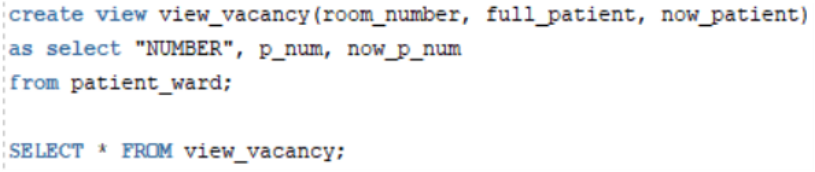 create view view_vacancy(room_number, full_patient, now_patient)
as select "NUMBER", p_num, now_p_num
from patient_ward;
SELECT * FROM view_vacancy;